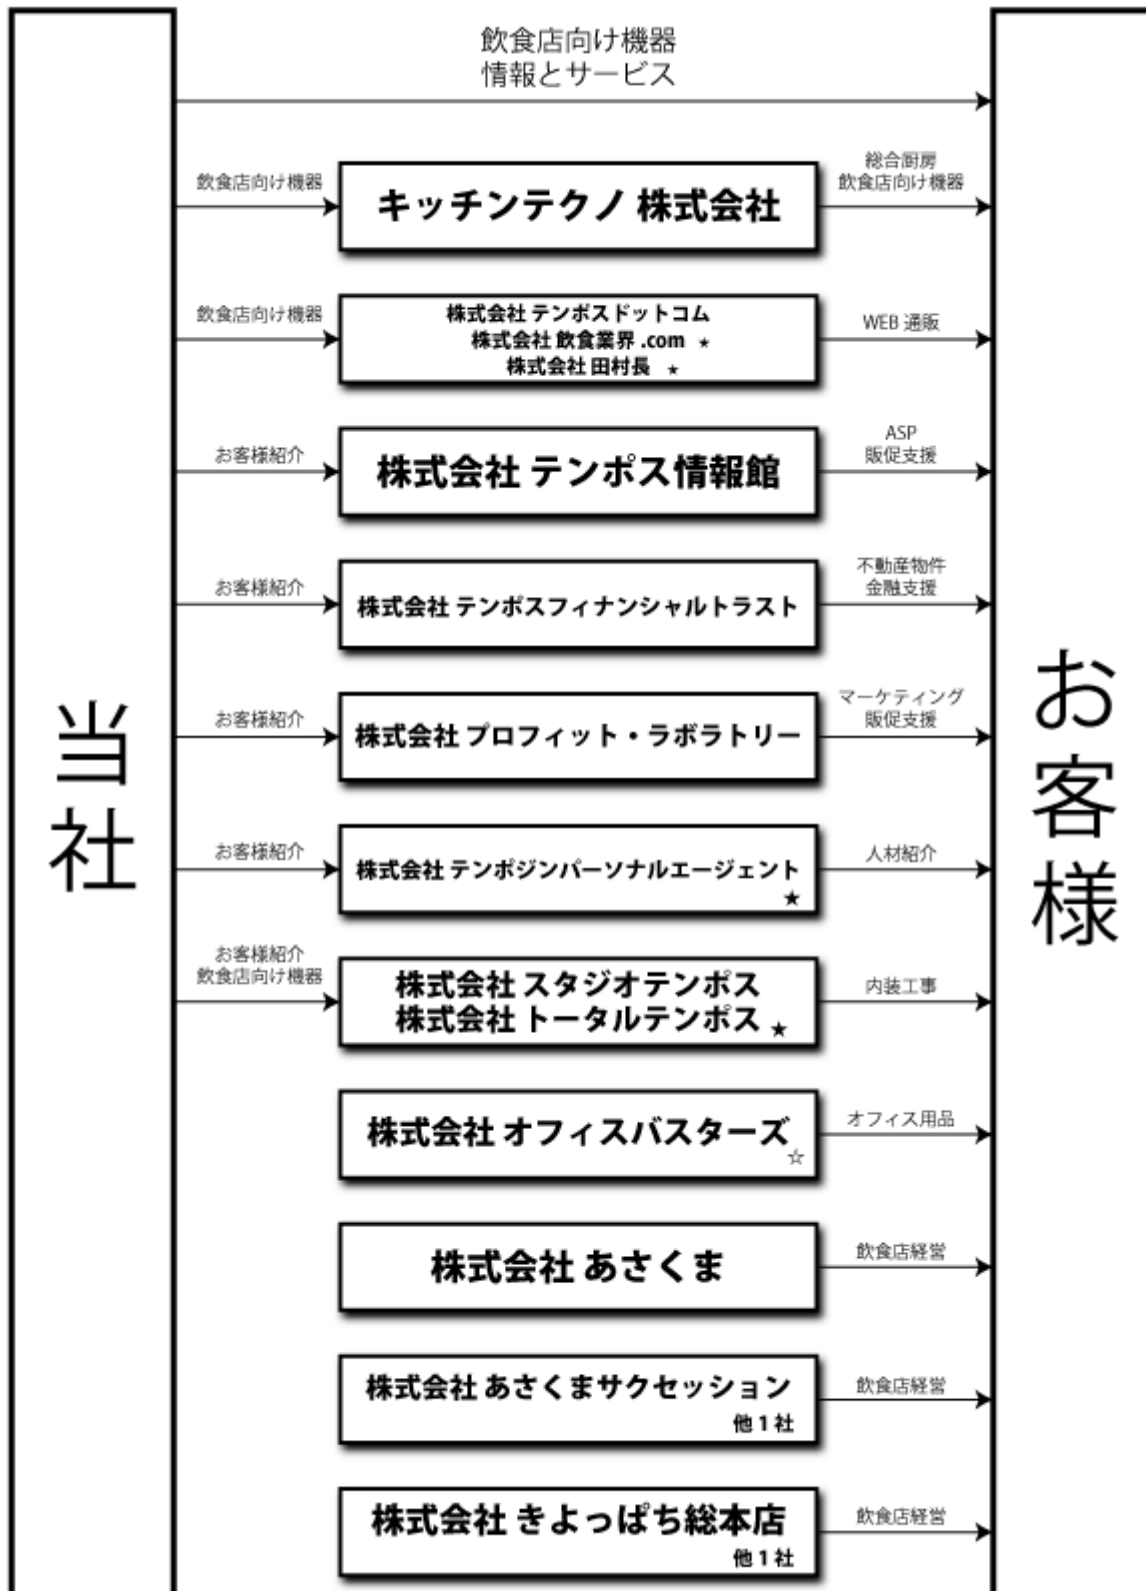 飲食店向け機器
情報とサービス
当社
お客様
飲食店向け機器
キッチンテクノ 株式会社
総合厨房
飲食店向け機器
飲食店向け機器
株式会社 テンポスドットコム
株式会社 飲食業界 .com ★
株式会社 田村長 ★
WEB 通販
お客様紹介
株式会社 テンポス情報館
ASP
販促支援
お客様紹介
株式会社 テンポスフィナンシャルトラスト
不動産物件
金融支援
お客様紹介
株式会社 プロフィット・ラボラトリー
マーケティング
販促支援
お客様紹介
株式会社 テンポジンパーソナルエージェント
★
人材紹介
お客様紹介
飲食店向け機器
株式会社 スタジオテンポス
株式会社 トータルテンポス ★
内装工事
株式会社 オフィスバスターズ
☆
オフィス用品
株式会社 あさくま
飲食店経営
株式会社 あさくまサクセッション
他 1 社
飲食店経営
株式会社 きよっぱち総本店
他 1 社
飲食店経営